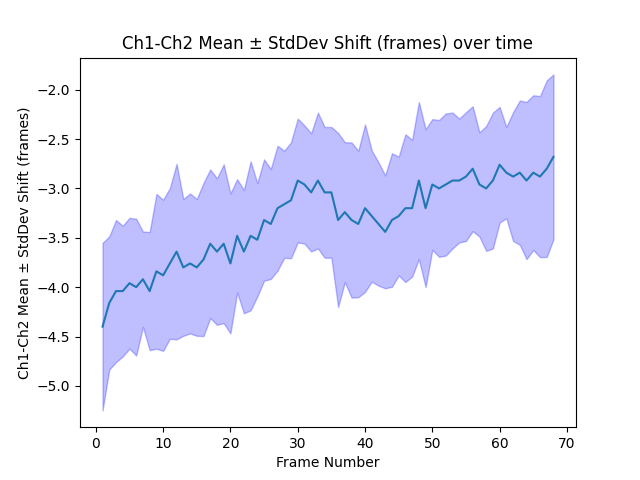 Ch1-Ch2 Mean ± StdDev Shift (frames) over time
Ch1-Ch2 Mean ± StdDev Shift (frames)
−2.0
−2.5
−3.0
−3.5
−4.0
−4.5
−5.0
0 10 20 30 40 50 60 70
Frame Number